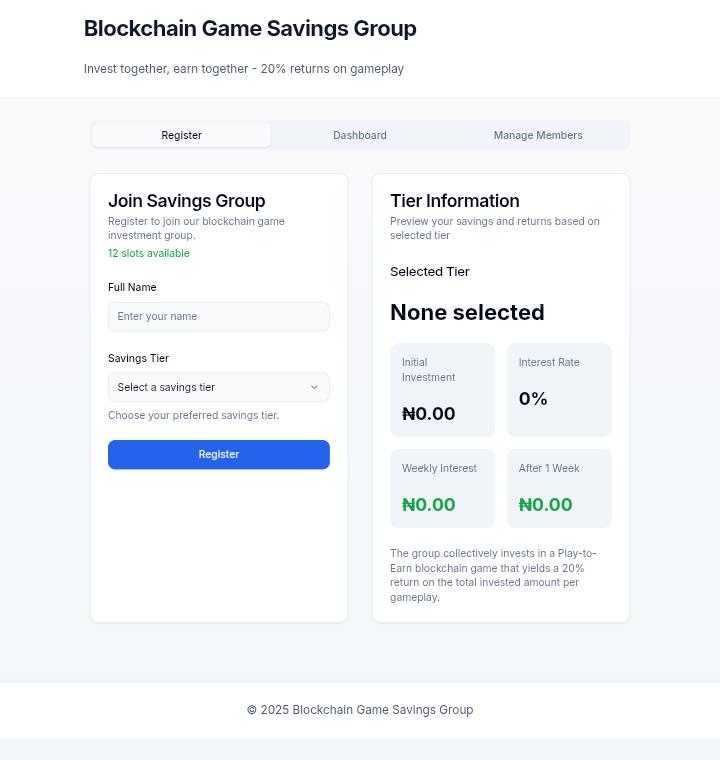 Blockchain Game Savings Group
Invest together, earn together - 20% returns on gameplay
Register
Dashboard
Manage Members
Join Savings Group
Register to join our blockchain game
investment group.
12 slots available
Full Name
Enter your name
Savings Tier
Select a savings tier
Choose your preferred savings tier.
Register
Tier Information
Preview your savings and returns based on
selected tier
Selected Tier
None selected
Initial
Investment
₦0.00
Interest Rate
0%
Weekly Interest
₦0.00
After 1 Week
₦0.00
The group collectively invests in a Play-to-
Earn blockchain game that yields a 20%
return on the total invested amount per
gameplay.
© 2025 Blockchain Game Savings Group